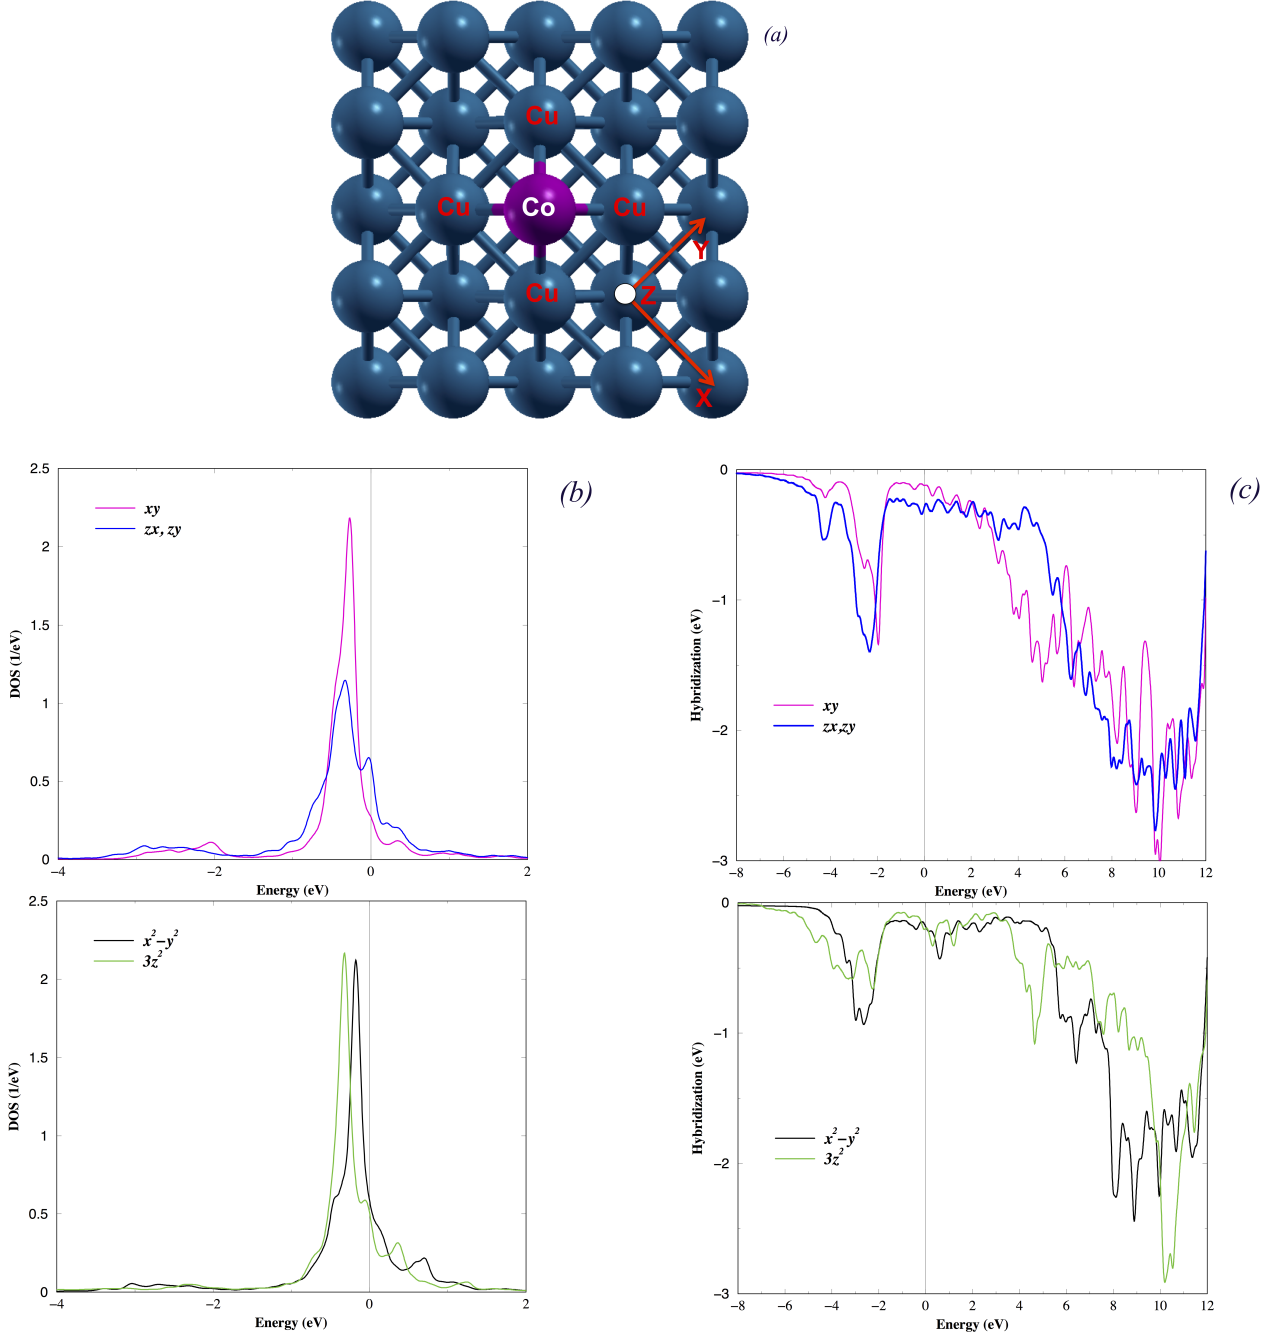 (a)
Cu
Cu Co Cu
Y
Cu Z
X
(b)
2.5
2
1.5
1
0.5
0
DOS (1/eV)
xy
zx, zy
−4 −2 0 2
Energy (eV)
(c)
0
−1
−2
−3
Hybridization (eV)
xy
zx,zy
−8 −6 −4 −2 0 2 4 6 8 10 12
Energy (eV)
2.5
2
1.5
1
0.5
0
DOS (1/eV)
x²−y²
3z²
−4 −2 0 2
Energy (eV)
0
−1
−2
−3
Hybridization (eV)
x²−y²
3z²
−8 −6 −4 −2 0 2 4 6 8 10 12
Energy (eV)